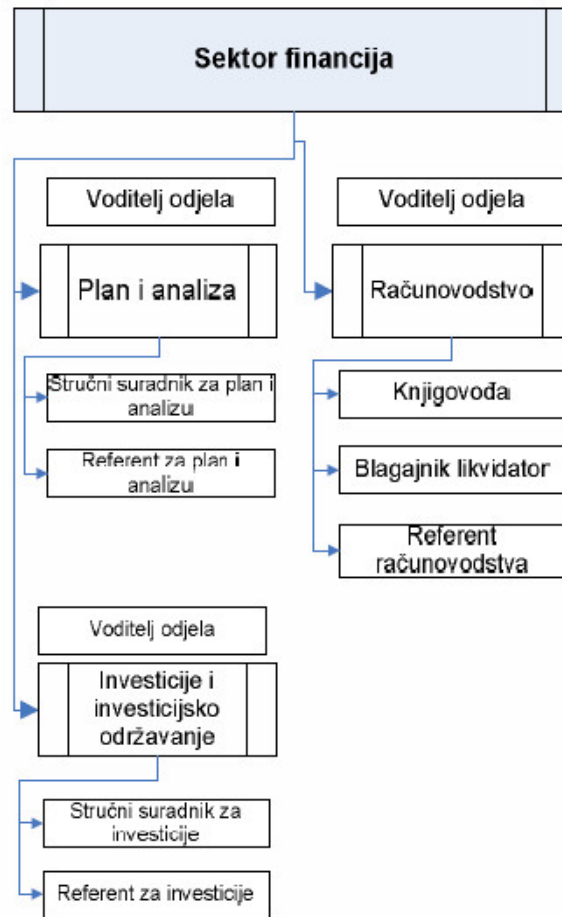 Sektor financija
Voditelj odjela
Plan i analiza
Stručni suradnik za plan i
analizu
Referent za plan i
analizu
Voditelj odjela
Računovodstvo
Knjigovođa
Blagajnik likvidator
Referent
računovodstva
Voditelj odjela
Investicije i
investicijsko
održavanje
Stručni suradnik za
investicije
Referent za investicije